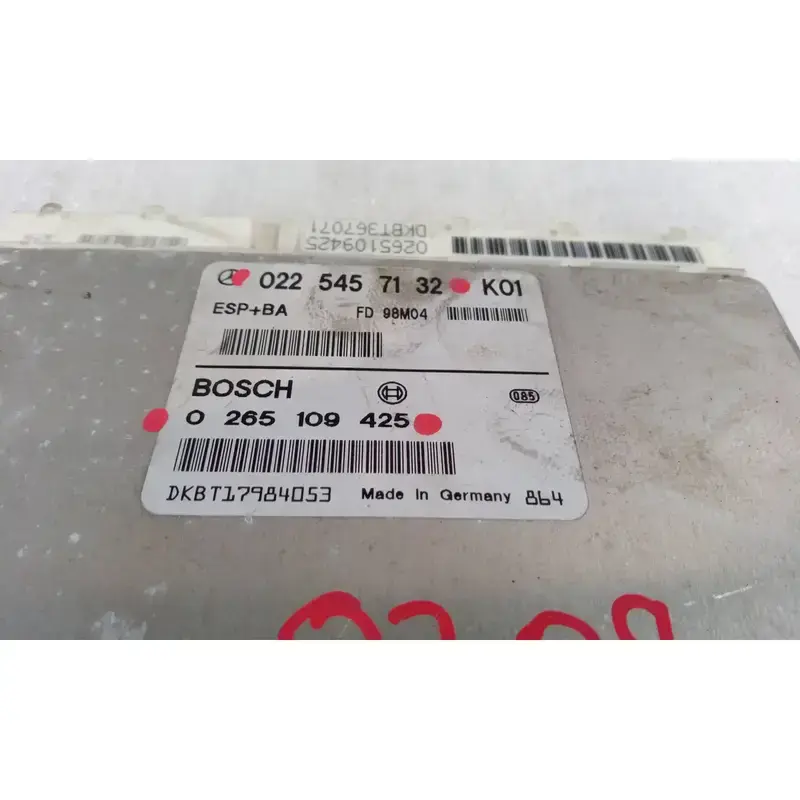 DKBT367071
0265109425
022 545 71 32 K01
ESP+BA FD 98M04
BOSCH 085
0 265 109 425
DKBT17984053 Made in Germany 864